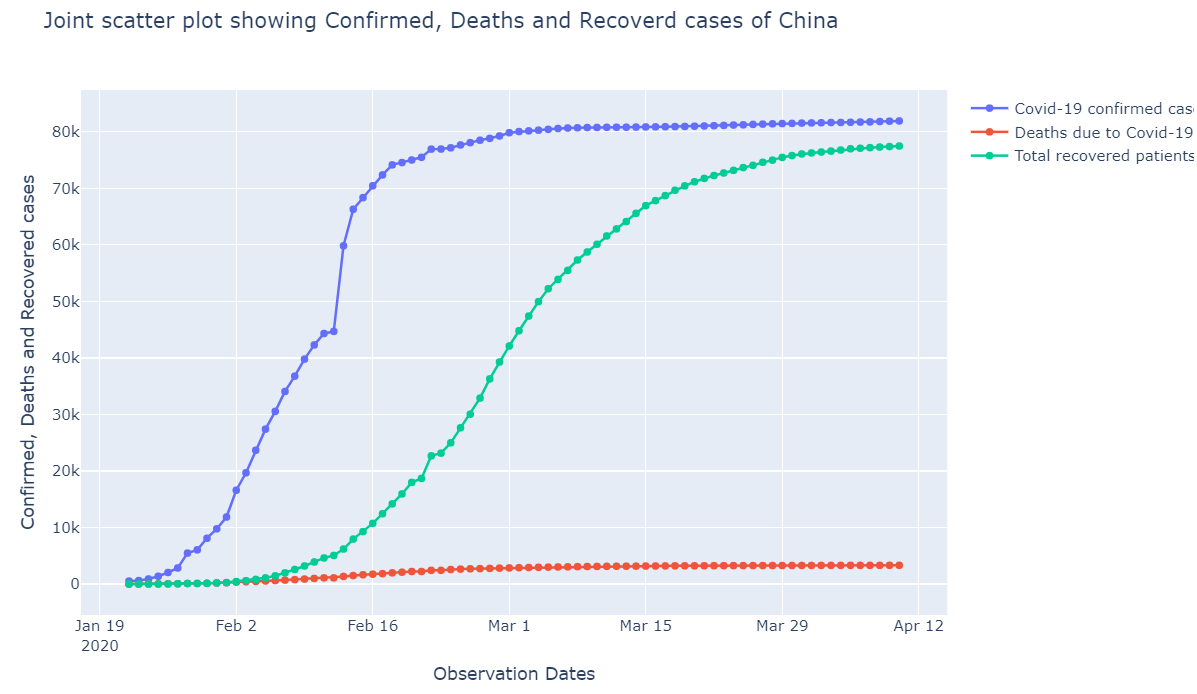 Joint scatter plot showing Confirmed, Deaths and Recoverd cases of China
Covid-19 confirmed cas
Deaths due to Covid-19
Total recovered patients
Confirmed, Deaths and Recovered cases
80k
70k
60k
50k
40k
30k
20k
10k
0
Jan 19
2020
Feb 2
Feb 16
Mar 1
Mar 15
Mar 29
Apr 12
Observation Dates